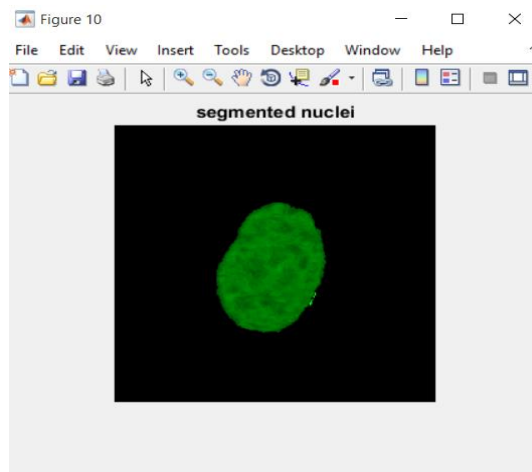 Figure 10
File Edit View Insert Tools Desktop Window Help
segmented nuclei